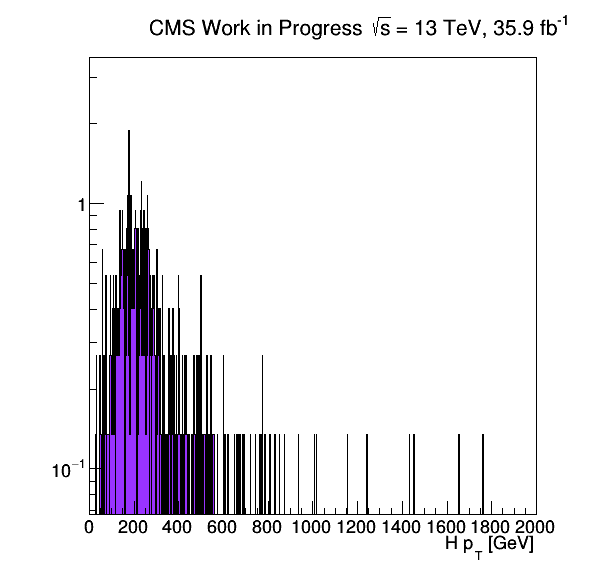 CMS Work in Progress √s = 13 TeV, 35.9 fb⁻¹
1
10⁻¹
0 200 400 600 800 1000 1200 1400 1600 1800 2000
H p_T [GeV]